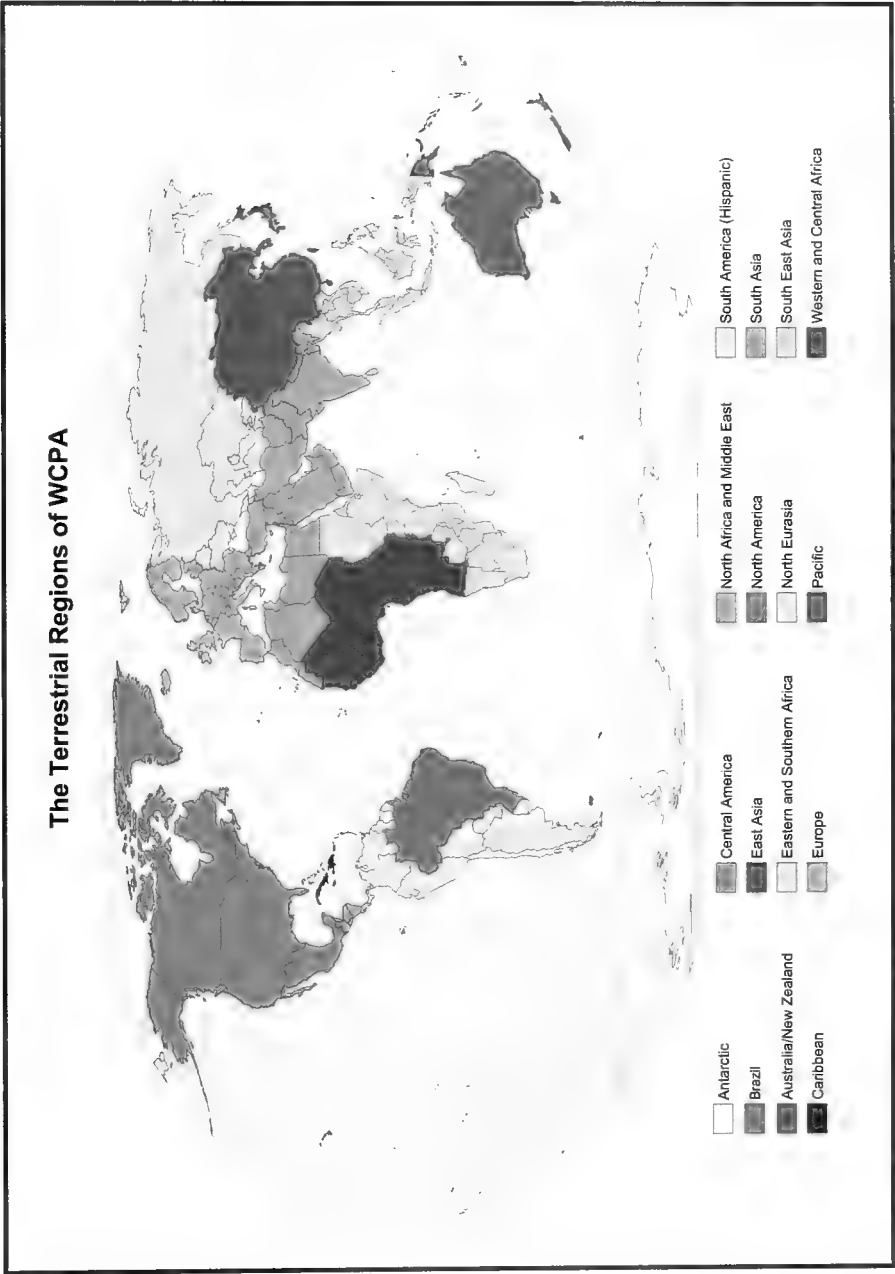 The Terrestrial Regions of WCPA
Antarctic
Brazil
Australia/New Zealand
Caribbean
Central America
East Asia
Eastern and Southern Africa
Europe
North Africa and Middle East
North America
North Eurasia
Pacific
South America (Hispanic)
South Asia
South East Asia
Western and Central Africa